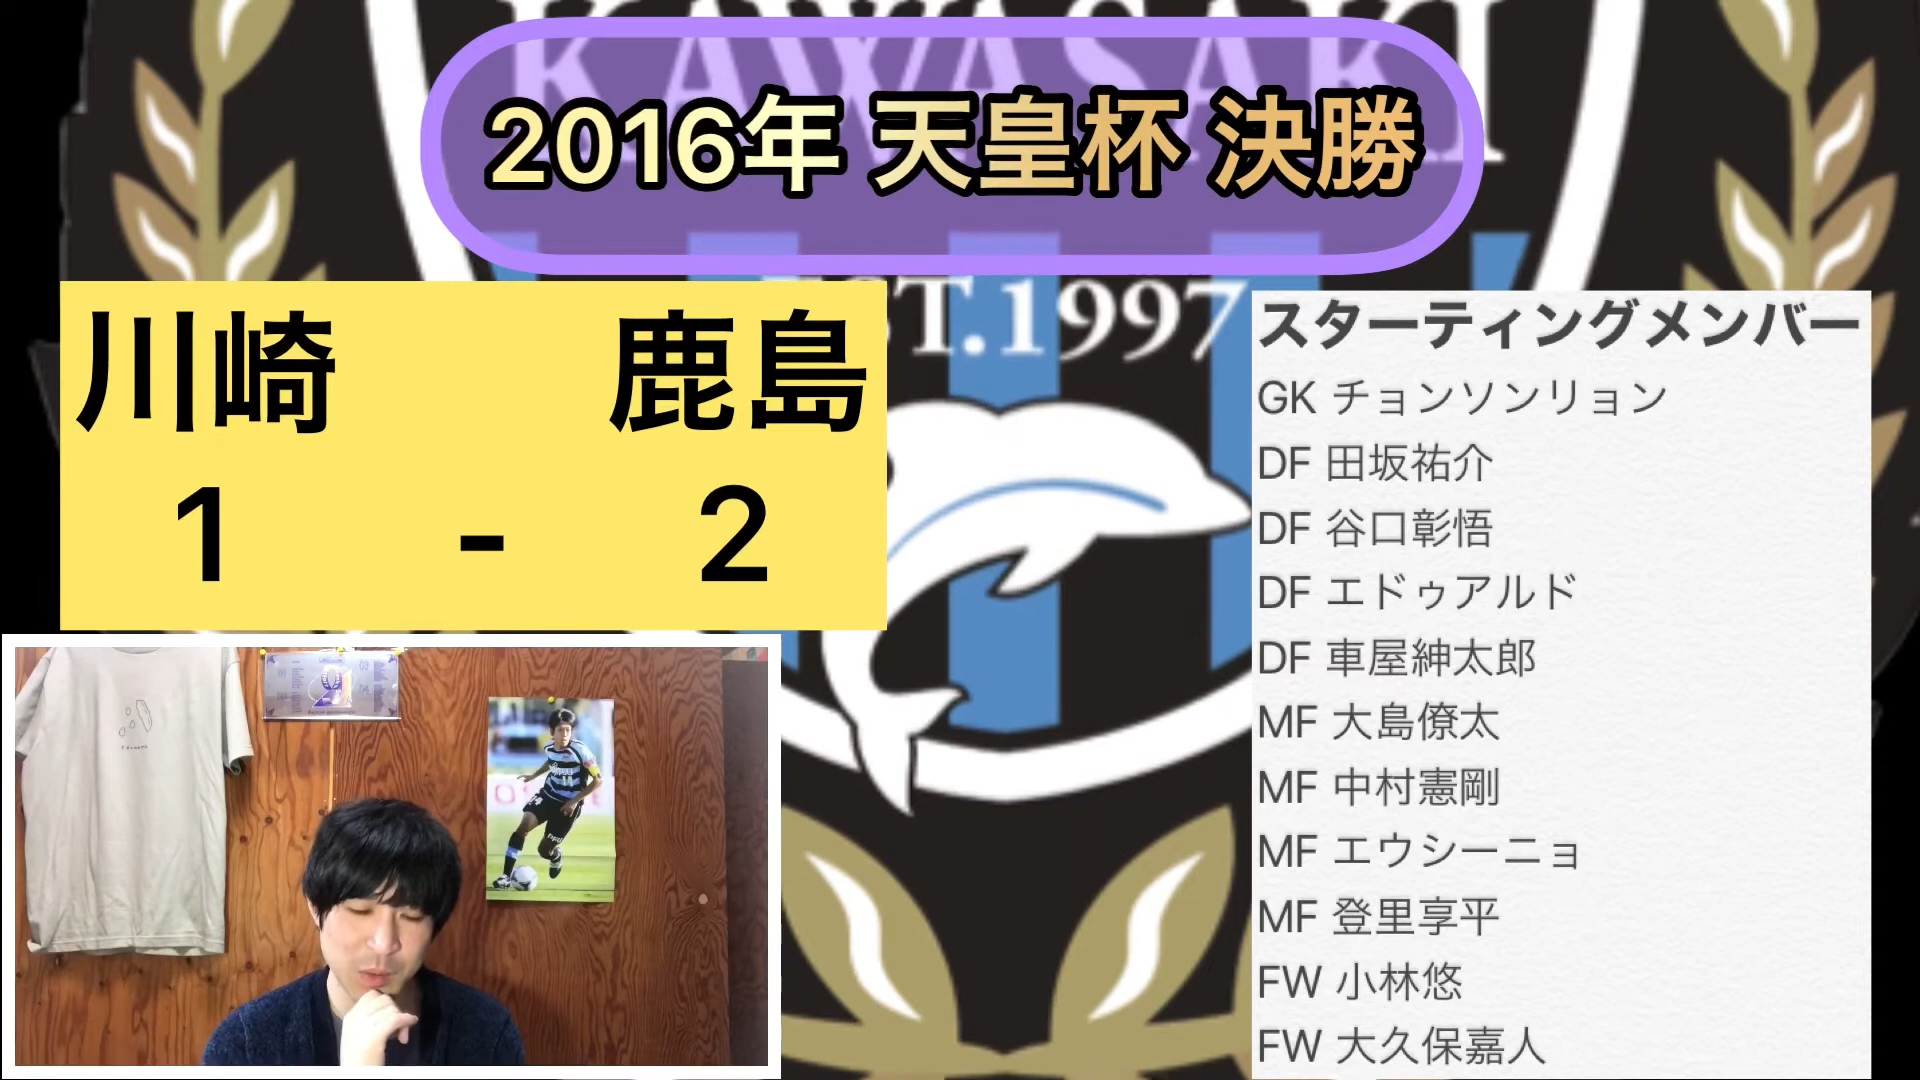 KAWASAKI
2016年 天皇杯 決勝
EST.1997
川崎 鹿島
1 - 2
スターティングメンバー
GK チョンソンリョン
DF 田坂祐介
DF 谷口彰悟
DF エドゥアルド
DF 車屋紳太郎
MF 大島僚太
MF 中村憲剛
MF エウシーニョ
MF 登里享平
FW 小林悠
FW 大久保嘉人
14